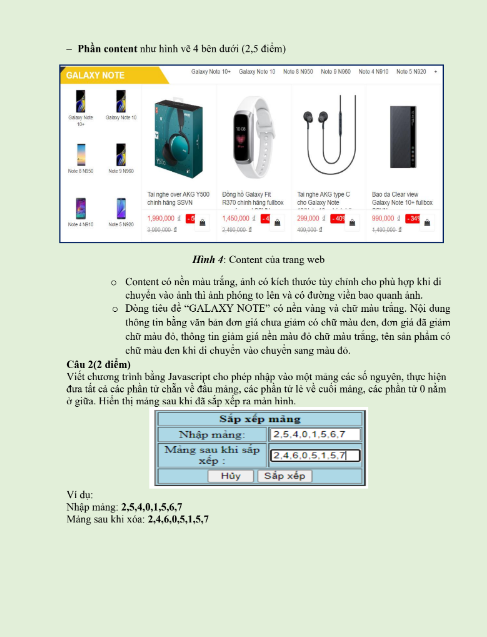 – Phần content như hình vẽ 4 bên dưới (2,5 điểm)
GALAXY NOTE
Galaxy Note 10+ Galaxy Note 10 Note 8 N950 Note 9 N960 Note 4 N910 Note 5 N920
Galaxy Note 10+
Galaxy Note 10
Note 8 N950
Note 9 N960
Note 4 N910
Note 5 N920
Tai nghe over AKG Y500 chính hãng SSVN
1,990,000 đ
Đồng hồ Galaxy Fit R370 chính hãng fullbox
1,450,000 đ -4
2,490,000 đ
Tai nghe AKG type C cho Galaxy Note
299,000 đ -40%
490,000 đ
Bao da Clear view Galaxy Note 10+ fullbox
990,000 đ -34%
1,490,000 đ
Hình 4: Content của trang web
o Content có nền màu trắng, ảnh có kích thước tùy chỉnh cho phù hợp khi di
chuyển vào ảnh thì ảnh phóng to lên và có đường viền bao quanh ảnh.
o Dòng tiêu đề “GALAXY NOTE” có nền vàng và chữ màu trắng. Nội dung
thông tin bằng văn bản đơn giá chưa giảm có chữ màu đen, đơn giá đã giảm
chữ màu đỏ, thông tin giảm giá nền màu đỏ chữ màu trắng, tên sản phẩm có
chữ màu đen khi di chuyển vào chuyển sang màu đỏ.
Câu 2(2 điểm)
Viết chương trình bằng Javascript cho phép nhập vào một mảng các số nguyên, thực hiện
đưa tất cả các phần tử chẵn về đầu mảng, các phần tử lẻ về cuối mảng, các phần tử 0 nằm
ở giữa. Hiển thị mảng sau khi đã sắp xếp ra màn hình.
Sắp xếp mảng
Nhập mảng: 2,5,4,0,1,5,6,7
Mảng sau khi sắp xếp : 2,4,6,0,5,1,5,7
Hủy Sắp xếp
Ví dụ:
Nhập mảng: 2,5,4,0,1,5,6,7
Mảng sau khi xóa: 2,4,6,0,5,1,5,7